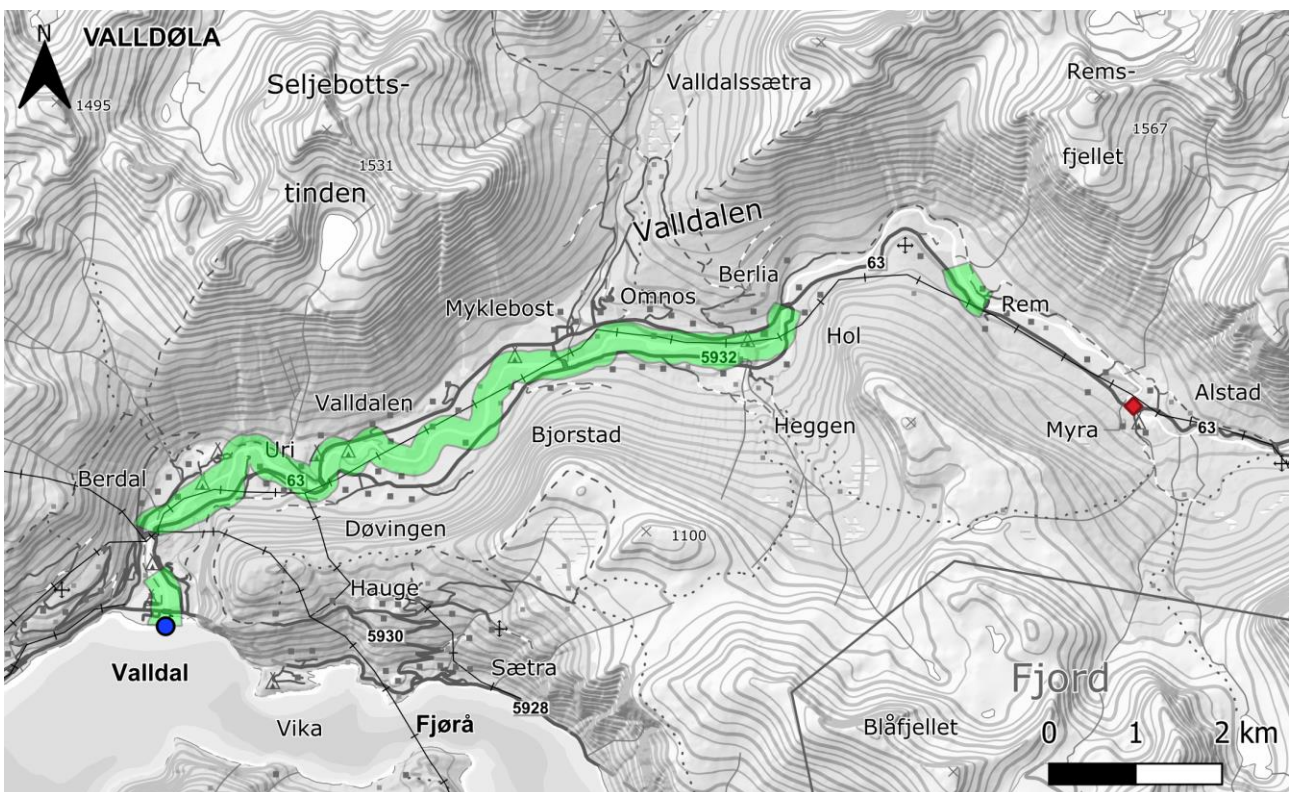 N
VALLDØLA
Seljebotts-
tinden
1495
1531
Valldalssætra
Rems-
fjellet
1567
Valldalen
Berlia
63
Rem
Myklebost
Omnos
5932
Hol
Alstad
63
Myra
Valldalen
Bjorstad
Heggen
Uri
63
Berdal
Døvingen
1100
Hauge
5930
Sætra
5928
Valldal
Vika
Fjørå
Fjord
Blåfjellet
0 1 2 km